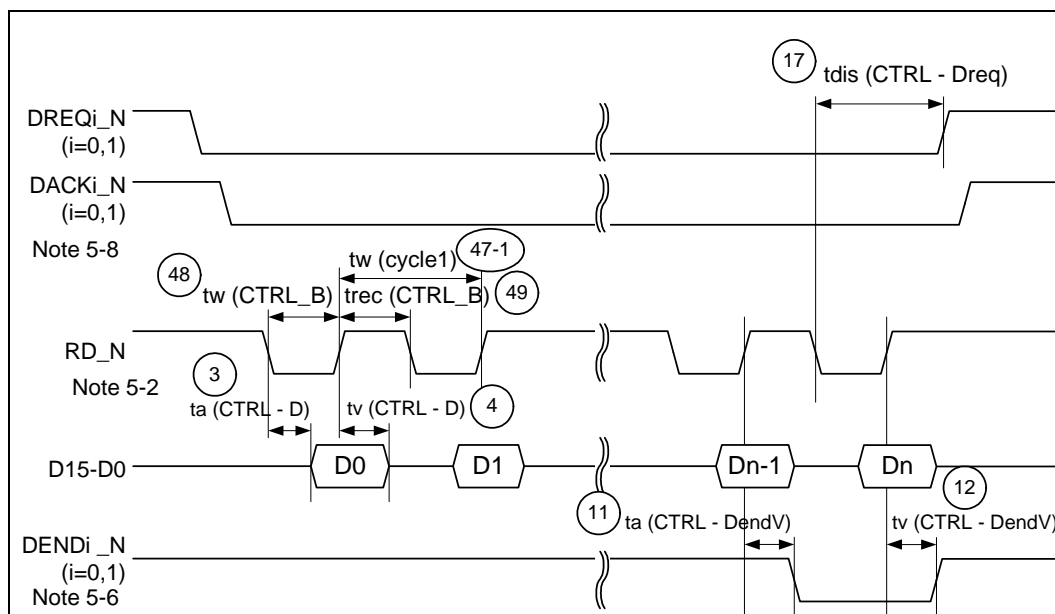 17
tdis (CTRL - Dreq)
DREQi_N
(i=0,1)
DACKi_N
(i=0,1)
Note 5-8
47-1
tw (cycle1)
48
49
tw (CTRL_B)
trec (CTRL_B)
RD_N
Note 5-2
3
ta (CTRL - D)
tv (CTRL - D)
4
D15-D0
D0
D1
Dn-1
Dn
11
ta (CTRL - DendV)
12
tv (CTRL - DendV)
DENDi _N
(i=0,1)
Note 5-6